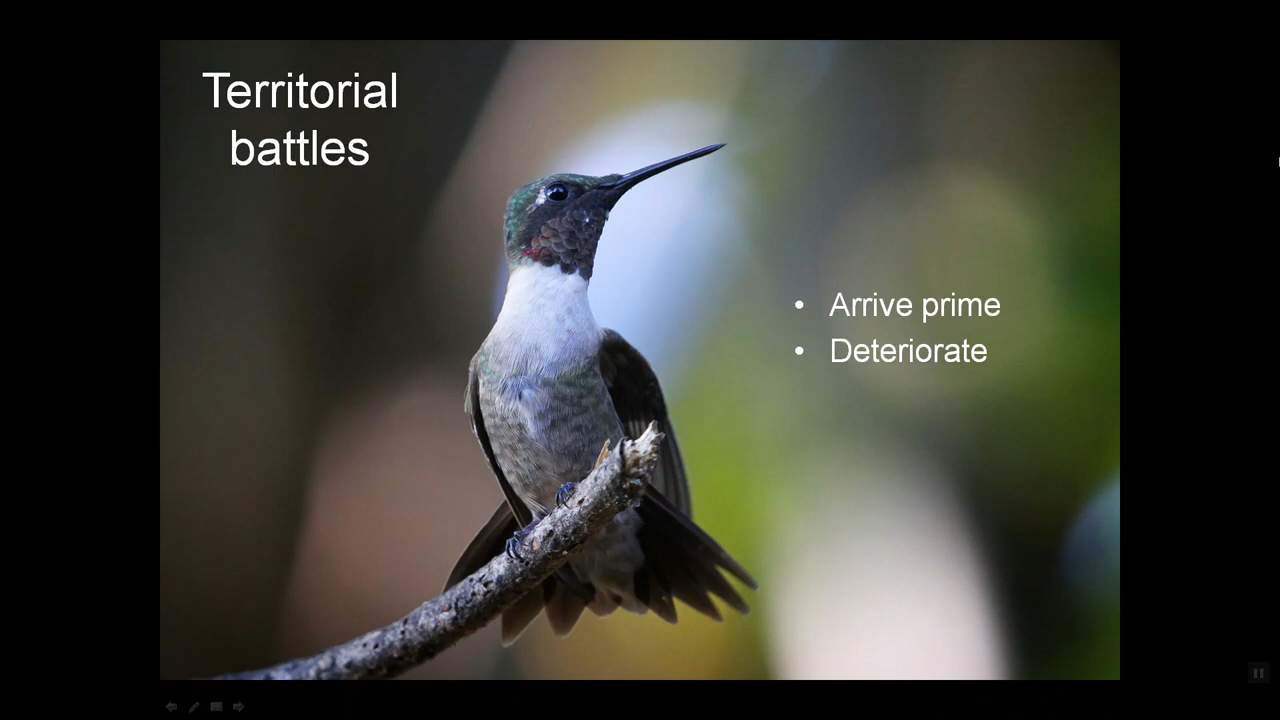 Territorial
battles
• Arrive prime
• Deteriorate